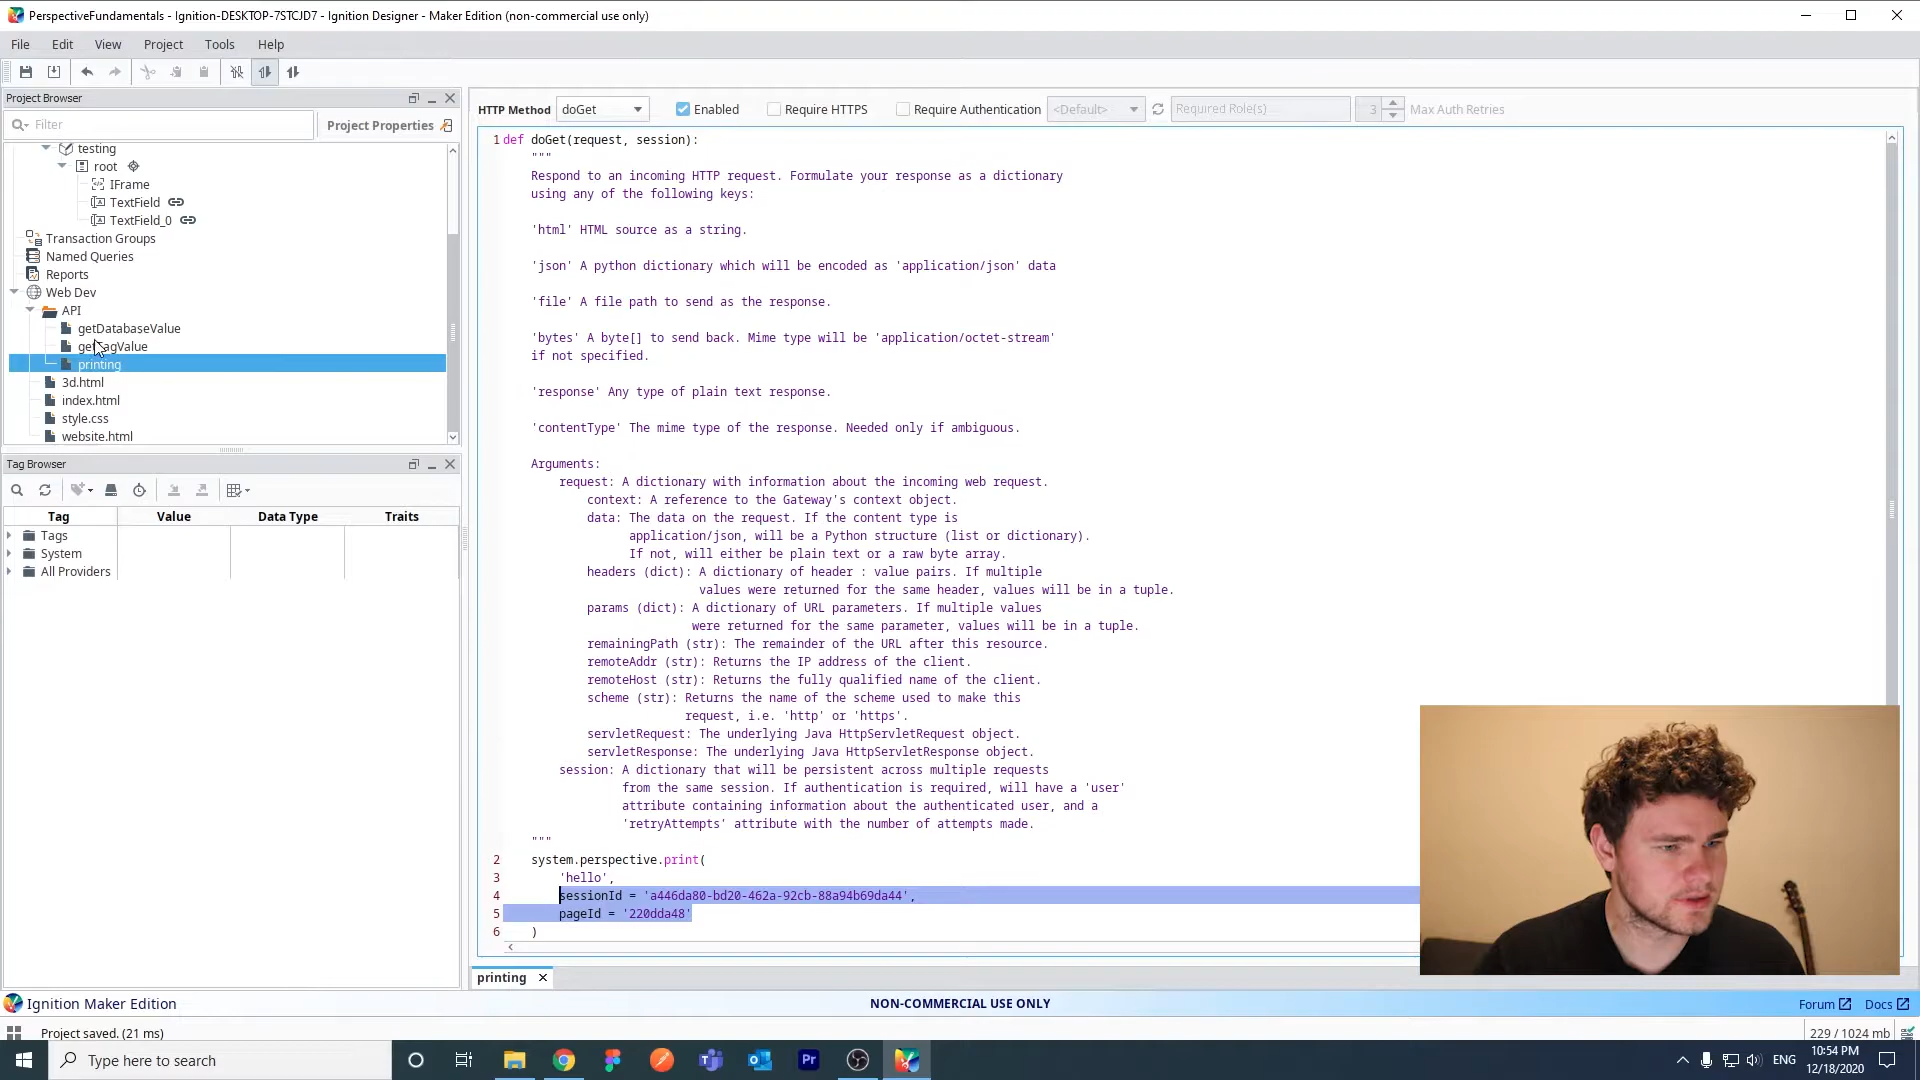 PerspectiveFundamentals - Ignition-DESKTOP-7STCJD7 - Ignition Designer - Maker Edition (non-commercial use only)
File Edit View Project Tools Help
Project Browser
Filter
Project Properties
testing
root
IFrame
TextField
TextField_0
Transaction Groups
Named Queries
Reports
Web Dev
API
getDatabaseValue
getTagValue
printing
3d.html
index.html
style.css
website.html
Tag Browser
Tag Value Data Type Traits
Tags
System
All Providers
HTTP Method doGet Enabled Require HTTPS Require Authentication <Default> Required Role(s) 3 Max Auth Retries
1 def doGet(request, session):
"""
Respond to an incoming HTTP request. Formulate your response as a dictionary
using any of the following keys:
'html' HTML source as a string.
'json' A python dictionary which will be encoded as 'application/json' data
'file' A file path to send as the response.
'bytes' A byte[] to send back. Mime type will be 'application/octet-stream'
if not specified.
'response' Any type of plain text response.
'contentType' The mime type of the response. Needed only if ambiguous.
Arguments:
request: A dictionary with information about the incoming web request.
context: A reference to the Gateway's context object.
data: The data on the request. If the content type is
application/json, will be a Python structure (list or dictionary).
If not, will either be plain text or a raw byte array.
headers (dict): A dictionary of header : value pairs. If multiple
values were returned for the same header, values will be in a tuple.
params (dict): A dictionary of URL parameters. If multiple values
were returned for the same parameter, values will be in a tuple.
remainingPath (str): The remainder of the URL after this resource.
remoteAddr (str): Returns the IP address of the client.
remoteHost (str): Returns the fully qualified name of the client.
scheme (str): Returns the name of the scheme used to make this
request, i.e. 'http' or 'https'.
servletRequest: The underlying Java HttpServletRequest object.
servletResponse: The underlying Java HttpServletResponse object.
session: A dictionary that will be persistent across multiple requests
from the same session. If authentication is required, will have a 'user'
attribute containing information about the authenticated user, and a
'retryAttempts' attribute with the number of attempts made.
"""
2 system.perspective.print(
3 'hello',
4 sessionId = 'a446da80-bd20-462a-92cb-88a94b69da44',
5 pageId = '220dda48'
6 )
printing
Ignition Maker Edition NON-COMMERCIAL USE ONLY Forum Docs
Project saved. (21 ms) 229 / 1024 mb
Type here to search
Pr
ENG
10:54 PM
12/18/2020